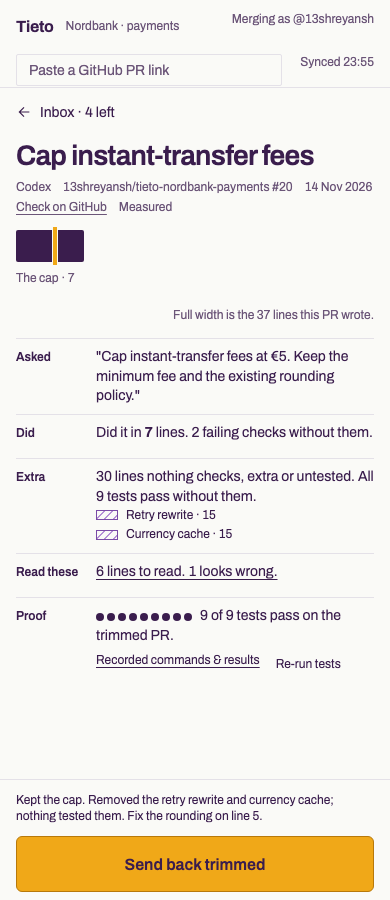 Tieto Nordbank · payments Merging as @13shreyansh
Paste a GitHub PR link Synced 23:55
← Inbox · 4 left
Cap instant-transfer fees
Codex 13shreyansh/tieto-nordbank-payments #20 14 Nov 2026
Check on GitHub Measured
The cap · 7
Full width is the 37 lines this PR wrote.
Asked "Cap instant-transfer fees at €5. Keep the
minimum fee and the existing rounding
policy."
Did Did it in 7 lines. 2 failing checks without them.
Extra 30 lines nothing checks, extra or untested. All
9 tests pass without them.
Retry rewrite · 15
Currency cache · 15
Read these 6 lines to read. 1 looks wrong.
Proof 9 of 9 tests pass on the
trimmed PR.
Recorded commands & results Re-run tests
Kept the cap. Removed the retry rewrite and currency cache;
nothing tested them. Fix the rounding on line 5.
Send back trimmed